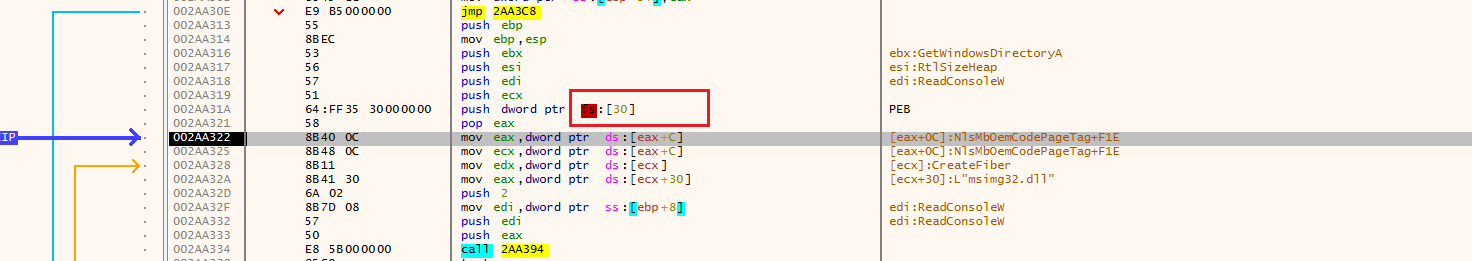 002AA30E E9 B5000000 jmp 2AA3C8
002AA313 55 push ebp
002AA314 8BEC mov ebp,esp
002AA316 53 push ebx ebx:GetWindowsDirectoryA
002AA317 56 push esi esi:RtlSizeHeap
002AA318 57 push edi edi:ReadConsoleW
002AA319 51 push ecx
002AA31A 64:FF35 30000000 push dword ptr fs:[30] PEB
002AA321 58 pop eax
IP 002AA322 8B40 0C mov eax,dword ptr ds:[eax+C] [eax+0C]:NlsMbOemCodePageTag+F1E
002AA325 8B48 0C mov ecx,dword ptr ds:[eax+C] [eax+0C]:NlsMbOemCodePageTag+F1E
002AA328 8B11 mov edx,dword ptr ds:[ecx] [ecx]:CreateFiber
002AA32A 8B41 30 mov eax,dword ptr ds:[ecx+30] [ecx+30]:L"msimg32.dll"
002AA32D 6A 02 push 2
002AA32F 8B7D 08 mov edi,dword ptr ss:[ebp+8] edi:ReadConsoleW
002AA332 57 push edi edi:ReadConsoleW
002AA333 50 push eax
002AA334 E8 5B000000 call 2AA394